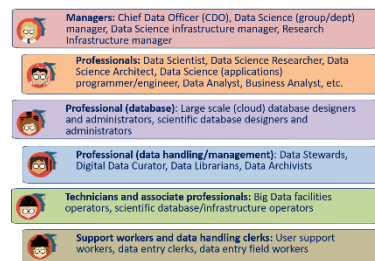 Managers: Chief Data Officer (CDO), Data Science (group/dept)
manager, Data Science infrastructure manager, Research
Infrastructure manager
Professionals: Data Scientist, Data Science Researcher, Data
Science Architect, Data Science (applications)
programmer/engineer, Data Analyst, Business Analyst, etc.
Professional (database): Large scale (cloud) database designers
and administrators, scientific database designers and
administrators
Professional (data handling/management): Data Stewards,
Digital Data Curator, Data Librarians, Data Archivists
Technicians and associate professionals: Big Data facilities
operators, scientific database/infrastructure operators
Support workers and data handling clerks: User support
workers, data entry clerks, data entry field workers